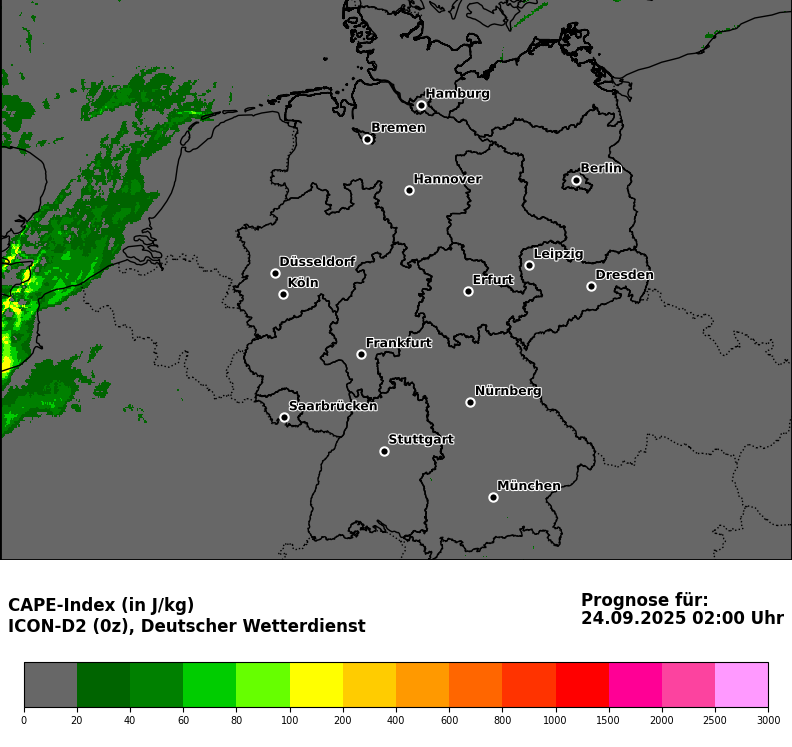 Hamburg
Bremen
Berlin
Hannover
Leipzig
Düsseldorf
Dresden
Köln
Erfurt
Frankfurt
Nürnberg
Saarbrücken
Stuttgart
München
CAPE-Index (in J/kg)
ICON-D2 (0z), Deutscher Wetterdienst
Prognose für:
24.09.2025 02:00 Uhr
0 20 40 60 80 100 200 400 600 800 1000 1500 2000 2500 3000